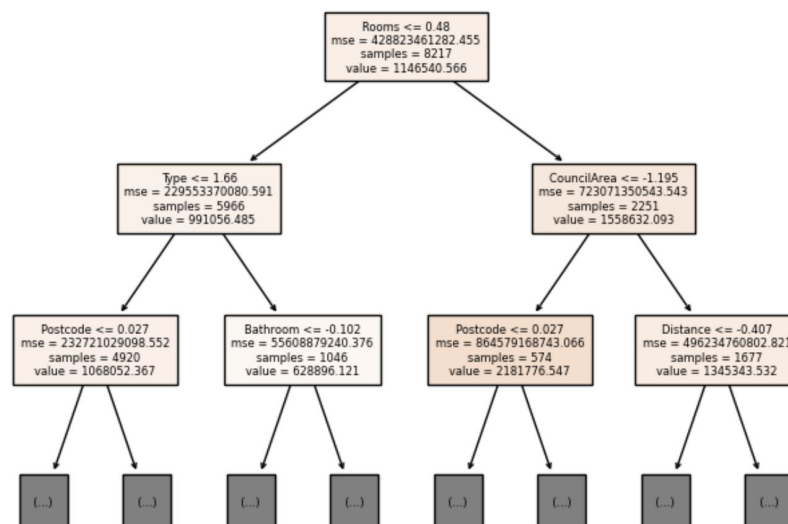 Rooms <= 0.48
mse = 428823461282.455
samples = 8217
value = 1146540.566
Type <= 1.66
mse = 229553370080.591
samples = 5966
value = 991056.485
CouncilArea <= -1.195
mse = 723071350543.543
samples = 2251
value = 1558632.093
Postcode <= 0.027
mse = 232721029098.552
samples = 4920
value = 1068052.367
Bathroom <= -0.102
mse = 55608879240.376
samples = 1046
value = 628896.121
Postcode <= 0.027
mse = 864579168743.066
samples = 574
value = 2181776.547
Distance <= -0.407
mse = 496234760802.821
samples = 1677
value = 1345343.532
(...)
(...)
(...)
(...)
(...)
(...)
(...)
(...)